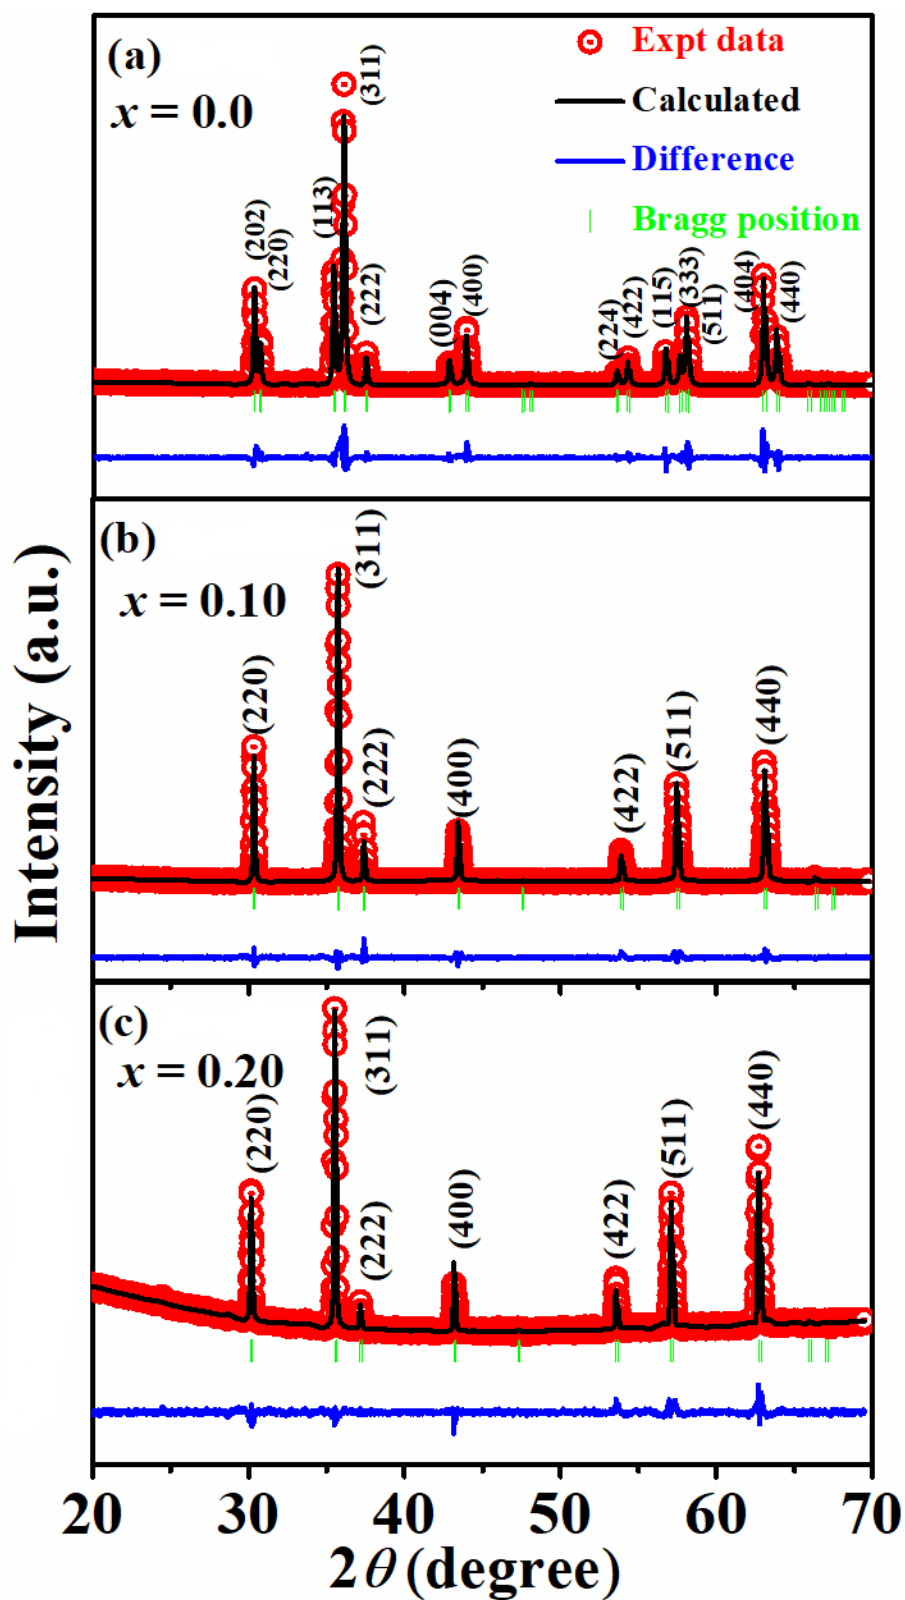 (a)
x = 0.0
Expt data
Calculated
Difference
Bragg position
(202)
(220)
(113)
(311)
(222)
(004)
(400)
(224)
(422)
(115)
(333)
(511)
(404)
(440)
(b)
x = 0.10
(220)
(311)
(222)
(400)
(422)
(511)
(440)
(c)
x = 0.20
(220)
(311)
(222)
(400)
(422)
(511)
(440)
Intensity (a.u.)
20 30 40 50 60 70
2θ (degree)